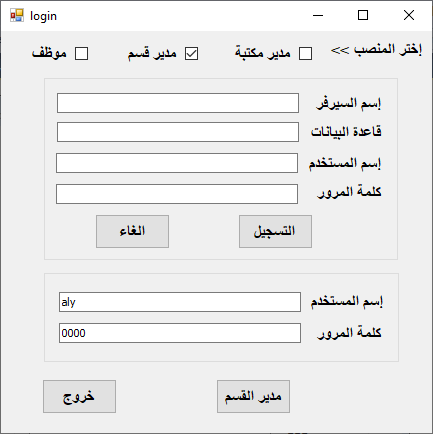 login
إختر المنصب >>
مدير مكتبة مدير قسم موظف
إسم السيرفر
قاعدة البيانات
إسم المستخدم
كلمة المرور
التسجيل الغاء
إسم المستخدم aly
كلمة المرور 0000
مدير القسم خروج